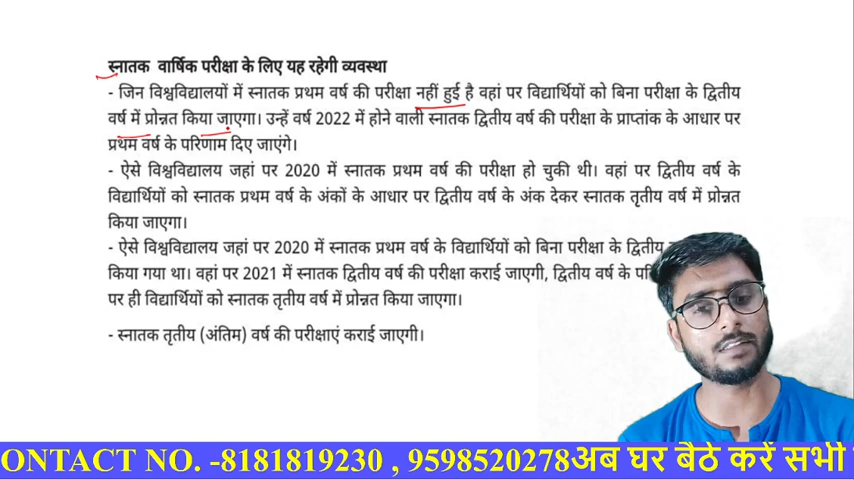 स्नातक वार्षिक परीक्षा के लिए यह रहेगी व्यवस्था
- जिन विश्वविद्यालयों में स्नातक प्रथम वर्ष की परीक्षा नहीं हुई है वहां पर विद्यार्थियों को बिना परीक्षा के द्वितीय
वर्ष में प्रोन्नत किया जाएगा। उन्हें वर्ष 2022 में होने वाली स्नातक द्वितीय वर्ष की परीक्षा के प्राप्तांक के आधार पर
प्रथम वर्ष के परिणाम दिए जाएंगे।
- ऐसे विश्वविद्यालय जहां पर 2020 में स्नातक प्रथम वर्ष की परीक्षा हो चुकी थी। वहां पर द्वितीय वर्ष के
विद्यार्थियों को स्नातक प्रथम वर्ष के अंकों के आधार पर द्वितीय वर्ष के अंक देकर स्नातक तृतीय वर्ष में प्रोन्नत
किया जाएगा।
- ऐसे विश्वविद्यालय जहां पर 2020 में स्नातक प्रथम वर्ष के विद्यार्थियों को बिना परीक्षा के द्वितीय
किया गया था। वहां पर 2021 में स्नातक द्वितीय वर्ष की परीक्षा कराई जाएगी, द्वितीय वर्ष के
पर ही विद्यार्थियों को स्नातक तृतीय वर्ष में प्रोन्नत किया जाएगा।
- स्नातक तृतीय (अंतिम) वर्ष की परीक्षाएं कराई जाएगी।
ONTACT NO. -8181819230 , 9598520278अब घर बैठे करें सभी